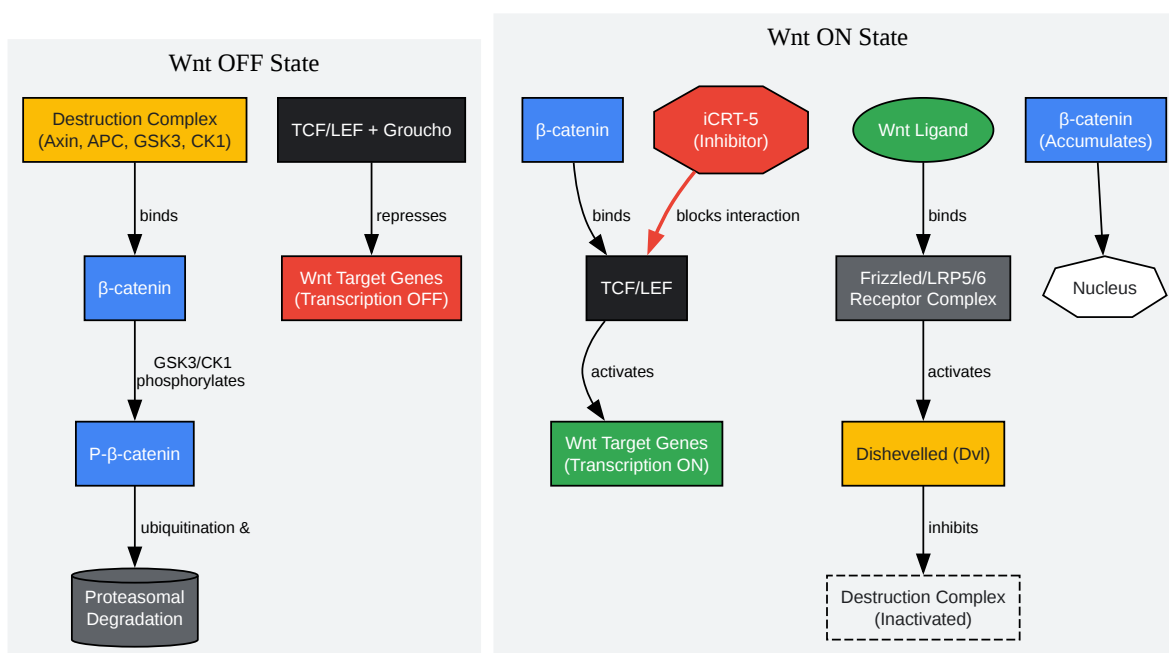 Wnt OFF State
Destruction Complex
(Axin, APC, GSK3, CK1)
TCF/LEF + Groucho
binds
represses
β-catenin
Wnt Target Genes
(Transcription OFF)
GSK3/CK1
phosphorylates
P-β-catenin
ubiquitination &
Proteasomal
Degradation
Wnt ON State
β-catenin
iCRT-5
(Inhibitor)
Wnt Ligand
β-catenin
(Accumulates)
binds
blocks interaction
binds
TCF/LEF
Frizzled/LRP5/6
Receptor Complex
Nucleus
activates
activates
Wnt Target Genes
(Transcription ON)
Dishevelled (Dvl)
inhibits
Destruction Complex
(Inactivated)